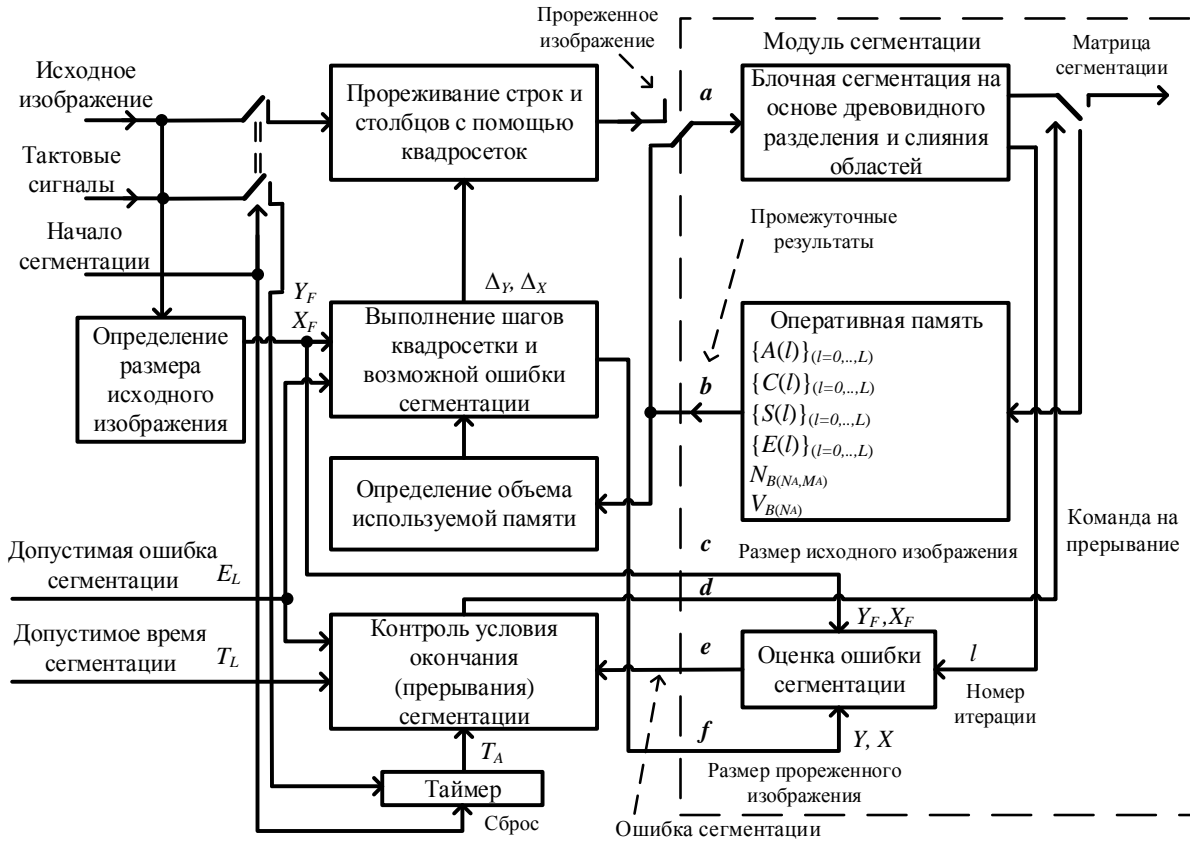 Прореженное
изображение
Модуль сегментации
Матрица
сегментации
Исходное
изображение
Прореживание строк и
столбцов с помощью
квадросеток
a
Блочная сегментация на
основе древовидного
разделения и слияния
областей
Тактовые
сигналы
Начало
сегментации
Промежуточные
результаты
Y_F
X_F
Δ_Y, Δ_X
Определение
размера
исходного
изображения
Выполнение шагов
квадросетки и
возможной ошибки
сегментации
b
Оперативная память
{A(l)}(l=0,..,L)
{C(l)}(l=0,..,L)
{S(l)}(l=0,..,L)
{E(l)}(l=0,..,L)
N_B(NA,MA)
V_B(NA)
Определение объема
используемой памяти
Команда на
прерывание
c
Размер исходного изображения
Допустимая ошибка
сегментации E_L
d
Y_F, X_F
Допустимое время
сегментации T_L
Контроль условия
окончания
(прерывания)
сегментации
e
Оценка ошибки
сегментации
l
Номер
итерации
f
Y, X
T_A
Размер прореженного
изображения
Таймер
Сброс
Ошибка сегментации